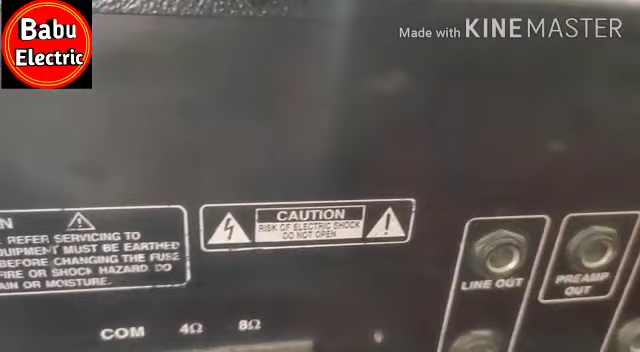 Babu
Electric
Made with KINEMASTER
N
REFER SERVICING TO
EQUIPMENT MUST BE EARTHED
BEFORE CHANGING THE FUSE
FIRE OR SHOCK HAZARD DO
AIN OR MOISTURE.
CAUTION
RISK OF ELECTRIC SHOCK
DO NOT OPEN
LINE OUT
PREAMP
OUT
COM 4Ω 8Ω